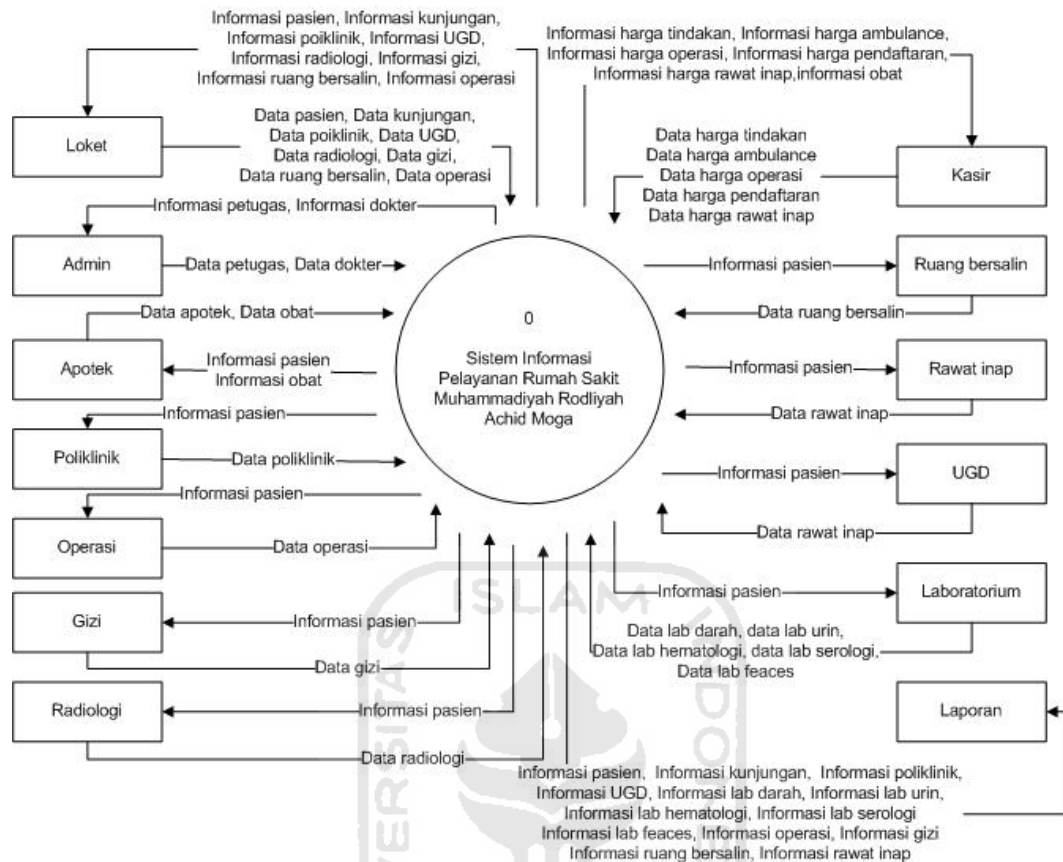 Informasi pasien, Informasi kunjungan,
Informasi poiklinik, Informasi UGD,
Informasi radiologi, Informasi gizi,
Informasi ruang bersalin, Informasi operasi
Informasi harga tindakan, Informasi harga ambulance,
Informasi harga operasi, Informasi harga pendaftaran,
Informasi harga rawat inap,informasi obat
Loket
Data pasien, Data kunjungan,
Data poiklinik, Data UGD,
Data radiologi, Data gizi,
Data ruang bersalin, Data operasi
Data harga tindakan
Data harga ambulance
Data harga operasi
Data harga pendaftaran
Data harga rawat inap
Kasir
Informasi petugas, Informasi dokter
Admin
Data petugas, Data dokter
Informasi pasien
Ruang bersalin
Data apotek, Data obat
Data ruang bersalin
0
Sistem Informasi
Pelayanan Rumah Sakit
Muhammadiyah Rodliyah
Achid Moga
Apotek
Informasi pasien
Informasi obat
Informasi pasien
Rawat inap
Informasi pasien
Data rawat inap
Poliklinik
Data poliklinik
Informasi pasien
UGD
Informasi pasien
Operasi
Data operasi
Data rawat inap
Gizi
Informasi pasien
Informasi pasien
Laboratorium
Data gizi
Data lab darah, data lab urin,
Data lab hematologi, data lab serologi,
Data lab feaces
Radiologi
Informasi pasien
Laporan
Data radiologi
Informasi pasien, Informasi kunjungan, Informasi poliklinik,
Informasi UGD, Informasi lab darah, Informasi lab urin,
Informasi lab hematologi, Informasi lab serologi
Informasi lab feaces, Informasi operasi, Informasi gizi
Informasi ruang bersalin, Informasi rawat inap
ISLAM